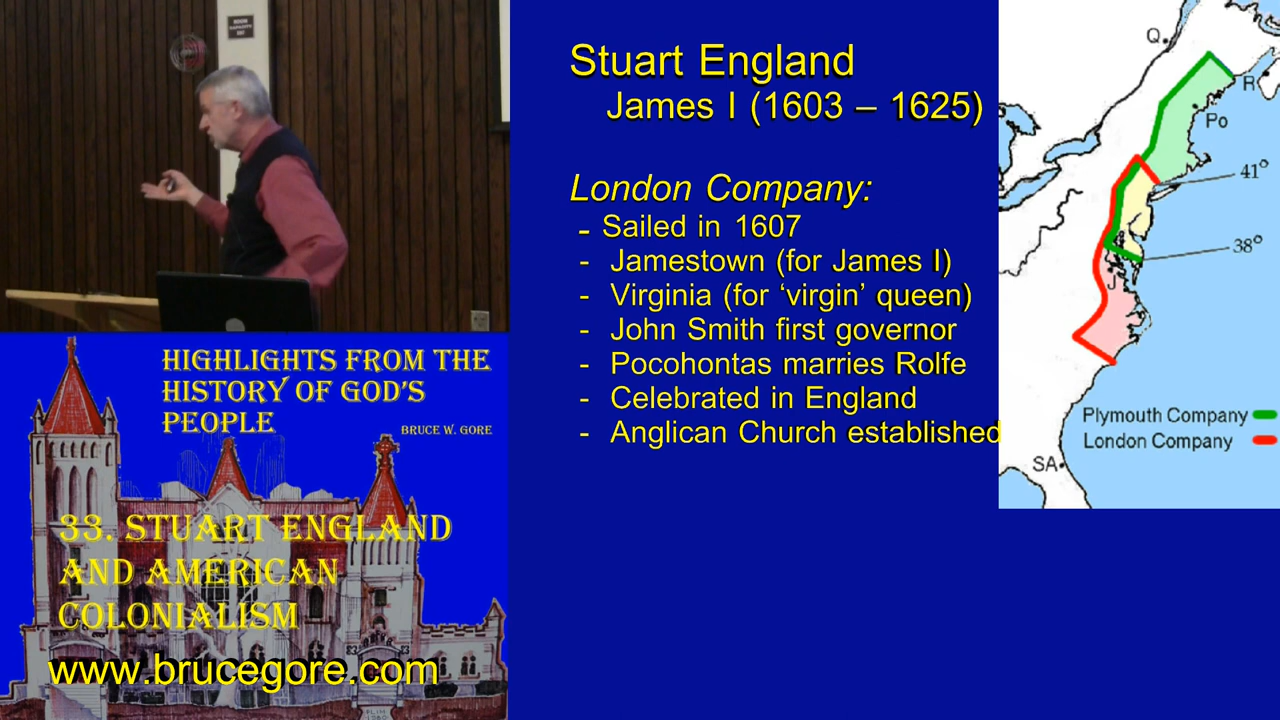 Stuart England
James I (1603 – 1625)
London Company:
- Sailed in 1607
- Jamestown (for James I)
- Virginia (for ‘virgin’ queen)
- John Smith first governor
- Pocohontas marries Rolfe
- Celebrated in England
- Anglican Church established
Q
R
Po
41°
38°
J
Plymouth Company
London Company
SA
HIGHLIGHTS FROM THE
HISTORY OF GOD'S
PEOPLE
BRUCE W. GORE
33. STUART ENGLAND
AND AMERICAN
COLONIALISM
www.brucegore.com